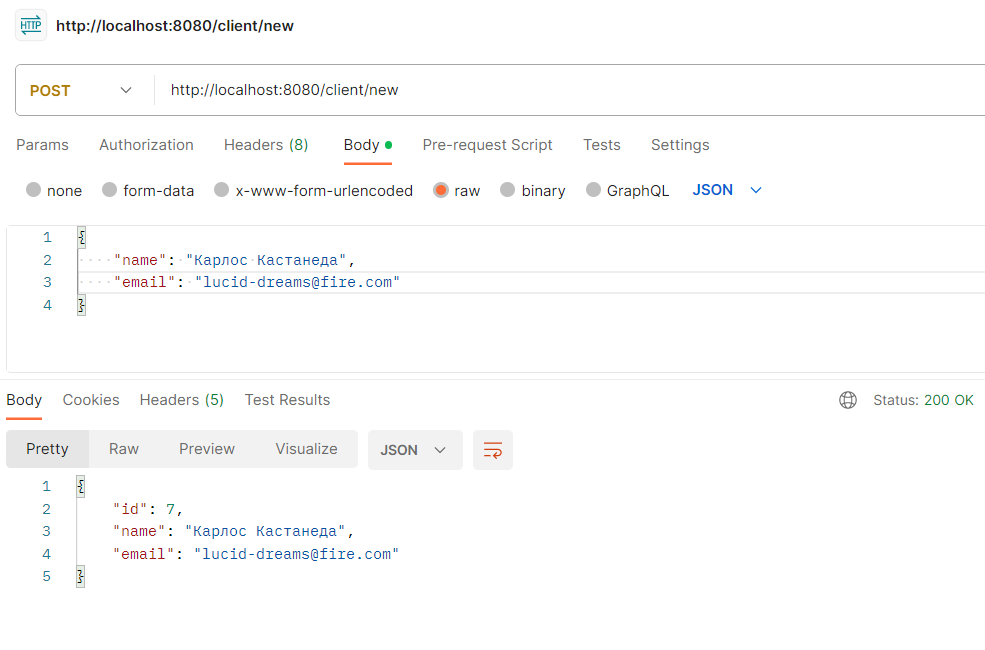 HTTP http://localhost:8080/client/new
POST http://localhost:8080/client/new
Params Authorization Headers (8) Body Pre-request Script Tests Settings
none form-data x-www-form-urlencoded raw binary GraphQL JSON
1 {
2 "name": "Карлос Кастанеда",
3 "email": "lucid-dreams@fire.com"
4 }
Body Cookies Headers (5) Test Results Status: 200 OK
Pretty Raw Preview Visualize JSON
1 {
2 "id": 7,
3 "name": "Карлос Кастанеда",
4 "email": "lucid-dreams@fire.com"
5 }